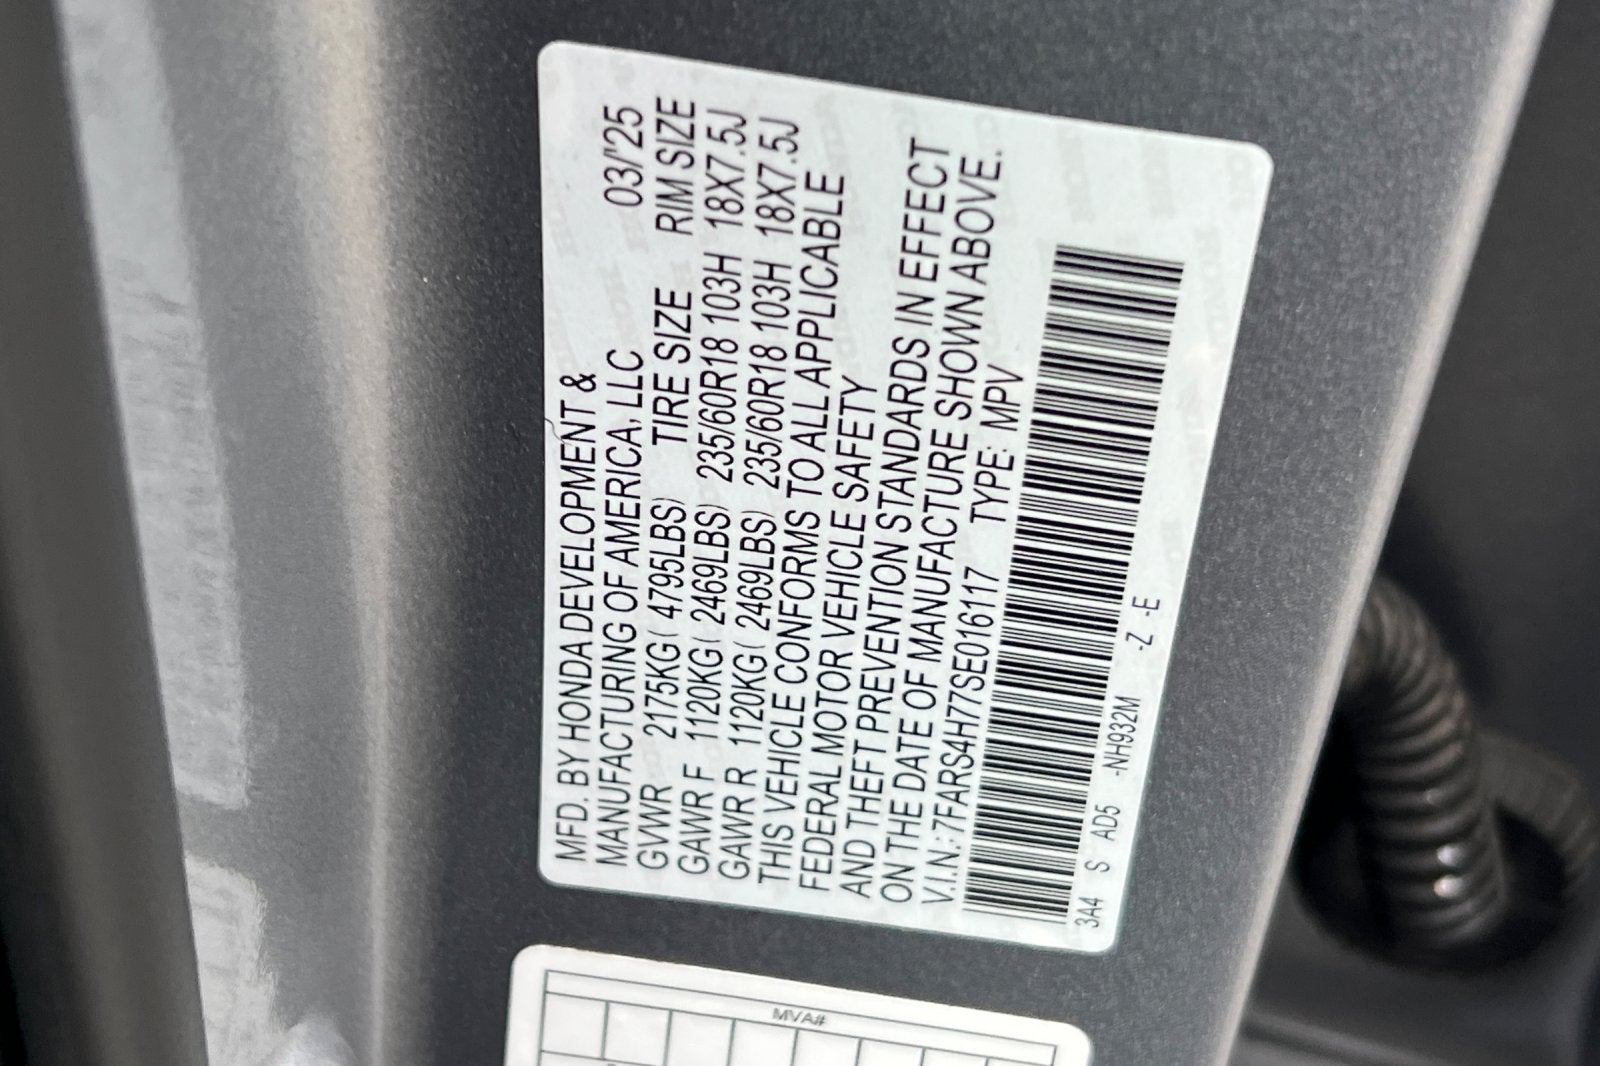 MFD. BY HONDA DEVELOPMENT &
MANUFACTURING OF AMERICA, LLC 03/'25
GVWR 2175KG( 4795LBS) TIRE SIZE RIM SIZE
GAWR F 1120KG( 2469LBS) 235/60R18 103H 18X7.5J
GAWR R 1120KG( 2469LBS) 235/60R18 103H 18X7.5J
THIS VEHICLE CONFORMS TO ALL APPLICABLE
FEDERAL MOTOR VEHICLE SAFETY
AND THEFT PREVENTION STANDARDS IN EFFECT
ON THE DATE OF MANUFACTURE SHOWN ABOVE.
V.I.N.:7FARS4H77SE016117 TYPE: MPV
3A4 S AD5 -NH932M -Z -E
MVA#